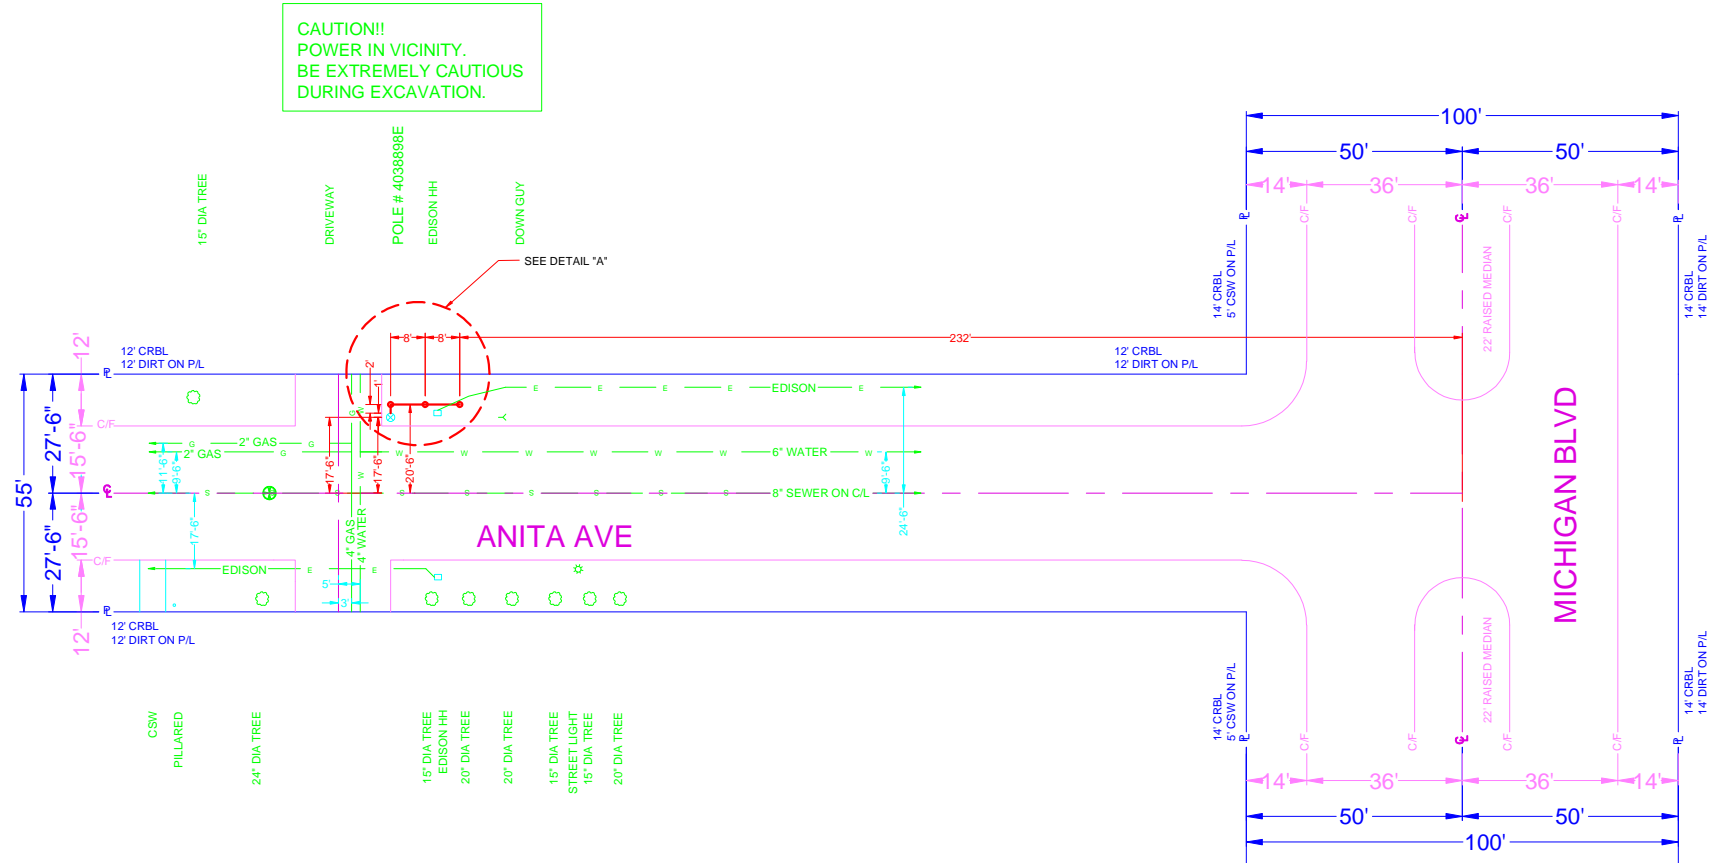 CAUTION!!
POWER IN VICINITY.
BE EXTREMELY CAUTIOUS
DURING EXCAVATION.
15" DIA TREE
DRIVEWAY
POLE # 4038898E
EDISON HH
DOWN GUY
SEE DETAIL "A"
100'
50'
50'
14'
36'
36'
14'
P/L
C/F
C/F
C/L
C/F
C/F
P/L
14' CRBL
5' CSW ON P/L
22' RAISED MEDIAN
14' CRBL
14' DIRT ON P/L
8'
8'
232'
2'
1'
12'
12' CRBL
12' DIRT ON P/L
12' CRBL
12' DIRT ON P/L
P/L
E
E
E
E
EDISON
E
C/F
G
W
27'-6"
15'-6"
G
2" GAS
G
2" GAS
G
W
W
W
W
W
W
6" WATER
W
11'-6"
9'-6"
17'-6"
17'-6"
20'-6"
W
9'-6"
55'
C/L
S
S
S
S
S
S
S
S
8" SEWER ON C/L
24'-6"
27'-6"
15'-6"
17'-6"
4" GAS
4" WATER
ANITA AVE
MICHIGAN BLVD
C/F
EDISON
E
E
5'
3'
P/L
12'
12' CRBL
12' DIRT ON P/L
14' CRBL
5' CSW ON P/L
22' RAISED MEDIAN
14' CRBL
14' DIRT ON P/L
P/L
C/F
C/F
C/L
C/F
C/F
P/L
CSW
PILLARED
24" DIA TREE
15" DIA TREE
EDISON HH
20" DIA TREE
20" DIA TREE
15" DIA TREE
STREET LIGHT
15" DIA TREE
20" DIA TREE
14'
36'
36'
14'
50'
50'
100'